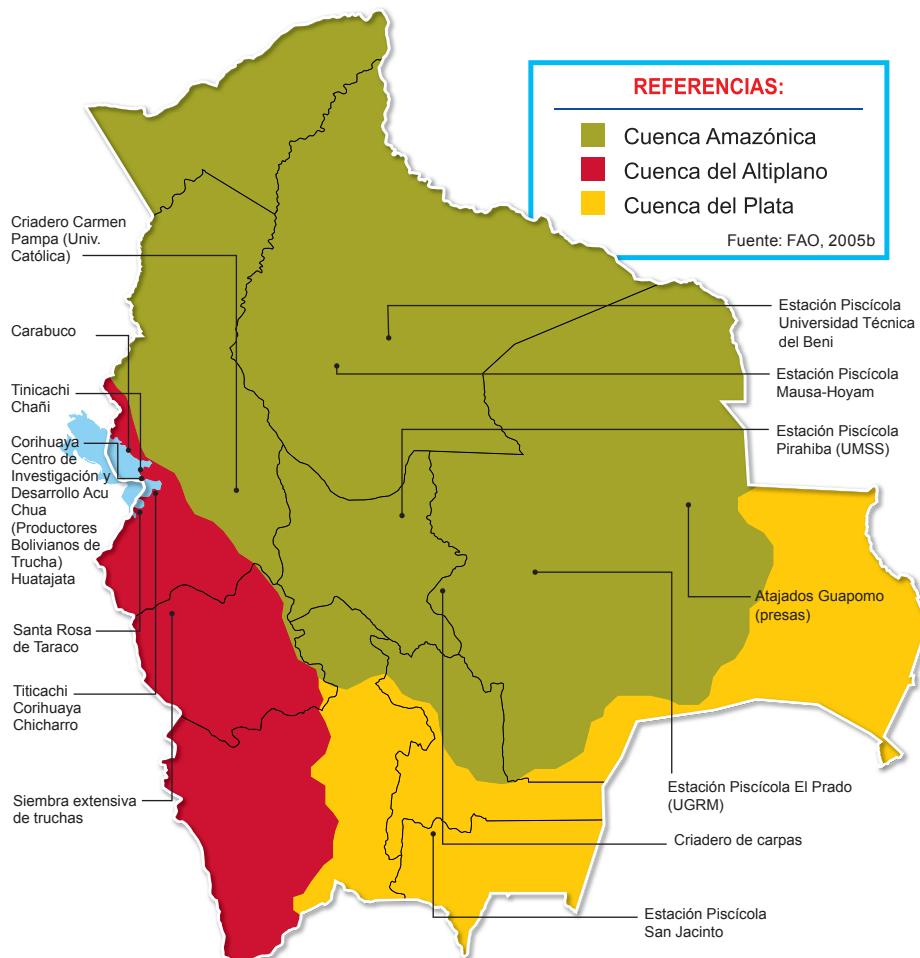 REFERENCIAS:
Cuenca Amazónica
Cuenca del Altiplano
Cuenca del Plata
Fuente: FAO, 2005b
Criadero Carmen
Pampa (Univ.
Católica)
Carabuco
Tinicachi
Chañi
Corihuaya
Centro de
Investigación y
Desarrollo Acu
Chua
(Productores
Bolivianos de
Trucha)
Huatajata
Santa Rosa
de Taraco
Titicachi
Corihuaya
Chicharro
Siembra extensiva
de truchas
Estación Piscícola
Universidad Técnica
del Beni
Estación Piscícola
Mausa-Hoyam
Estación Piscícola
Pirahiba (UMSS)
Atajados Guapomo
(presas)
Estación Piscícola El Prado
(UGRM)
Criadero de carpas
Estación Piscícola
San Jacinto